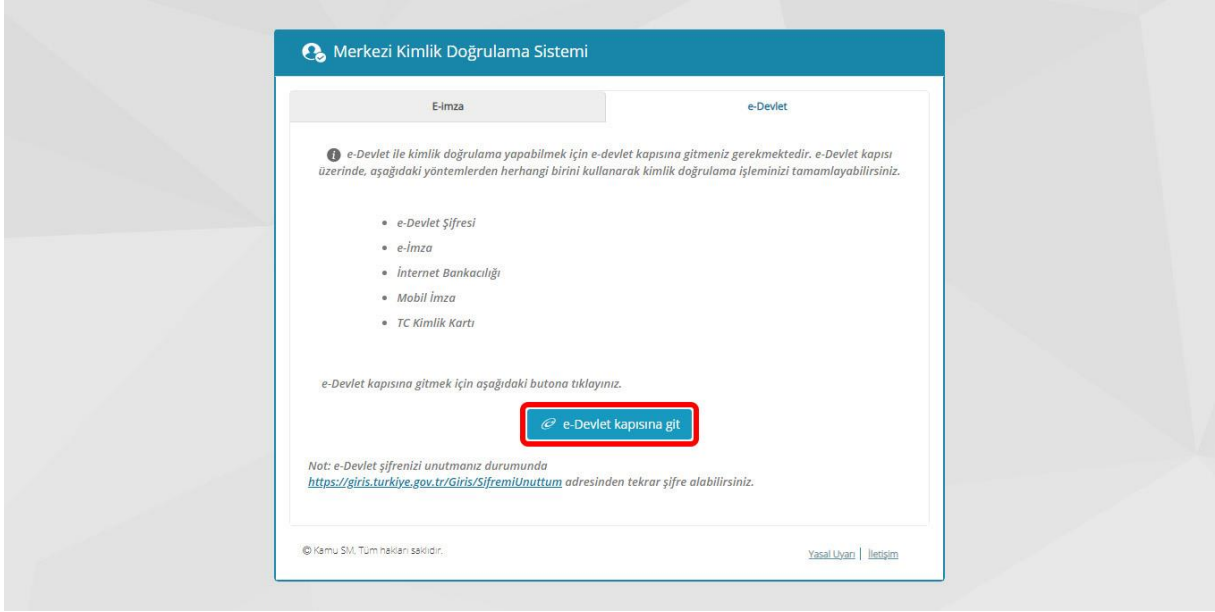 Merkezi Kimlik Doğrulama Sistemi
E-imza
e-Devlet
e-Devlet ile kimlik doğrulama yapabilmek için e-devlet kapısına gitmeniz gerekmektedir. e-Devlet kapısı
üzerinde, aşağıdaki yöntemlerden herhangi birini kullanarak kimlik doğrulama işleminizi tamamlayabilirsiniz.
• e-Devlet Şifresi
• e-İmza
• İnternet Bankacılığı
• Mobil İmza
• TC Kimlik Kartı
e-Devlet kapısına gitmek için aşağıdaki butona tıklayınız.
e-Devlet kapısına git
Not: e-Devlet şifrenizi unutmanız durumunda
https://giris.turkiye.gov.tr/Giris/SifremiUnuttum adresinden tekrar şifre alabilirsiniz.
© Kamu SM, Tüm hakları saklıdır.
Yasal Uyarı | İletişim